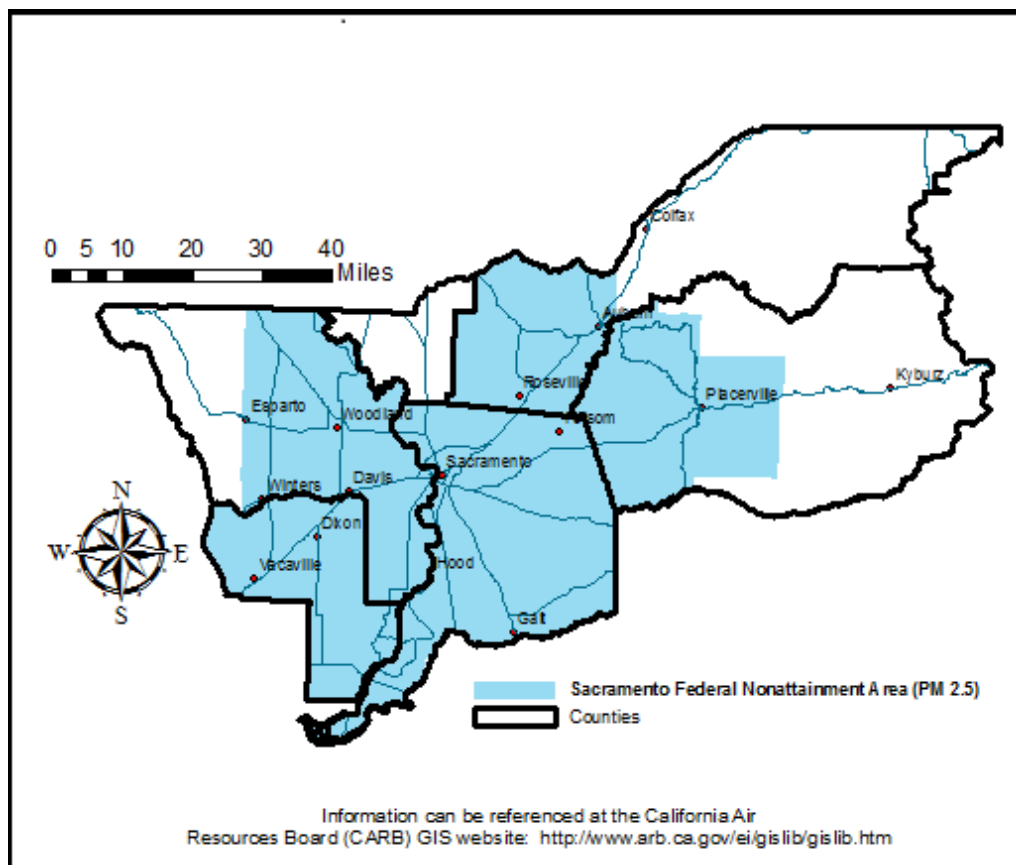 Colfax
0 5 10 20 30 40
Miles
Auburn
Roseville
Kyburz
Placerville
Esparto
Woodland
Folsom
Sacramento
Winters
Davis
N
Dixon
W E
Hood
Vacaville
S
Galt
Sacramento Federal Nonattainment Area (PM 2.5)
Counties
Information can be referenced at the California Air
Resources Board (CARB) GIS website: http://www.arb.ca.gov/ei/gislib/gislib.htm